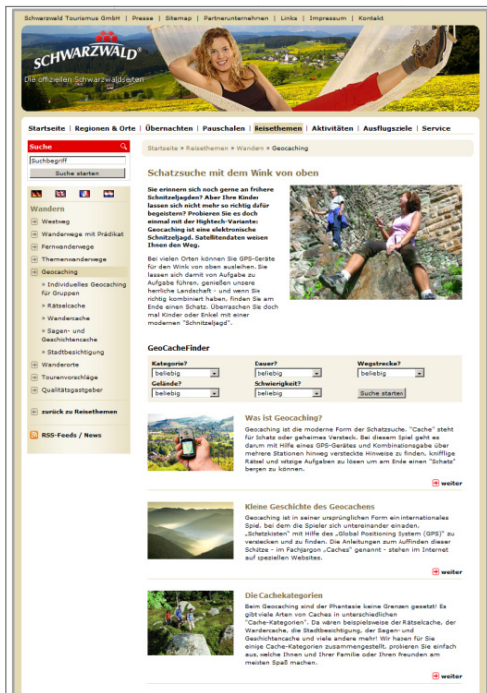 Schwarzwald Tourismus GmbH | Presse | Sitemap | Partnerunternehmen | Links | Impressum | Kontakt
SCHWARZWALD
Die offiziellen Schwarzwaldseiten
Startseite | Regionen & Orte | Übernachten | Pauschalen | Reisethemen | Aktivitäten | Ausflugsziele | Service
Suche
Suchbegriff
Suche starten
Wandern
Westweg
Wanderwege mit Prädikat
Fernwanderwege
Themenwanderwege
Geocaching
» Individuelles Geocaching
für Gruppen
» Rätselcache
» Wandercache
» Sagen- und
Geschichtencache
» Stadtbesichtigung
Wanderorte
Tourenvorschläge
Qualitätsgastgeber
zurück zu Reisethemen
RSS-Feeds / News
Startseite » Reisethemen » Wandern » Geocaching
Schatzsuche mit dem Wink von oben
Sie erinnern sich noch gerne an frühere
Schnitzeljagden? Aber Ihre Kinder
lassen sich nicht mehr so richtig dafür
begeistern? Probieren Sie es doch
einmal mit der Hightech-Variante:
Geocaching ist eine elektronische
Schnitzeljagd. Satellitendaten weisen
Ihnen den Weg.
Bei vielen Orten können Sie GPS-Geräte
für den Wink von oben ausleihen. Sie
lassen sich damit von Aufgabe zu
Aufgabe führen, genießen unsere
herrliche Landschaft - und wenn Sie
richtig kombiniert haben, finden Sie am
Ende einen Schatz. Überraschen Sie doch
mal Kinder oder Enkel mit einer
modernen "Schnitzeljagd".
GeoCacheFinder
Kategorie? Dauer? Wegstrecke?
beliebig beliebig beliebig
Gelände? Schwierigkeit?
beliebig beliebig Suche starten
Was ist Geocaching?
Geocaching ist die moderne Form der Schatzsuche. "Cache" steht
für Schatz oder geheimes Versteck. Bei diesem Spiel geht es
darum mit Hilfe eines GPS-Gerätes und Kombinationsgabe über
mehrere Stationen hinweg versteckte Hinweise zu finden, knifflige
Rätsel und witzige Aufgaben zu lösen um am Ende einen "Schatz"
bergen zu können.
weiter
Kleine Geschichte des Geocachens
Geocaching ist in seiner ursprünglichen Form ein internationales
Spiel, bei dem die Spieler sich untereinander einaden,
„Schetzkisten" mit Hilfe des „Global Positioning System (GPS)" zu
verstecken und zu finden. Die Anleitungen zum Auffinden dieser
Schätze - im Fachjargon „Caches" genannt - stehen im Internet
auf speziellen Websites.
weiter
Die Cachekategorien
Beim Geocaching sind der Phantasie keine Grenzen gesetzt! Es
gibt viele Arten von Caches in unterschiedlichen
"Cache-Kategorien". Da wären beispielsweise der Rätselcache, der
Wandercache, die Stadtbesichtigung, der Sagen- und
Geschichtencache und viele andere mehr! Wir haben für Sie
einige Cache-Kategorien zusammengestellt, probieren Sie einfach
aus, welche Ihnen und Ihrer Familie oder Ihren Freunden am
meisten Spaß machen.
weiter